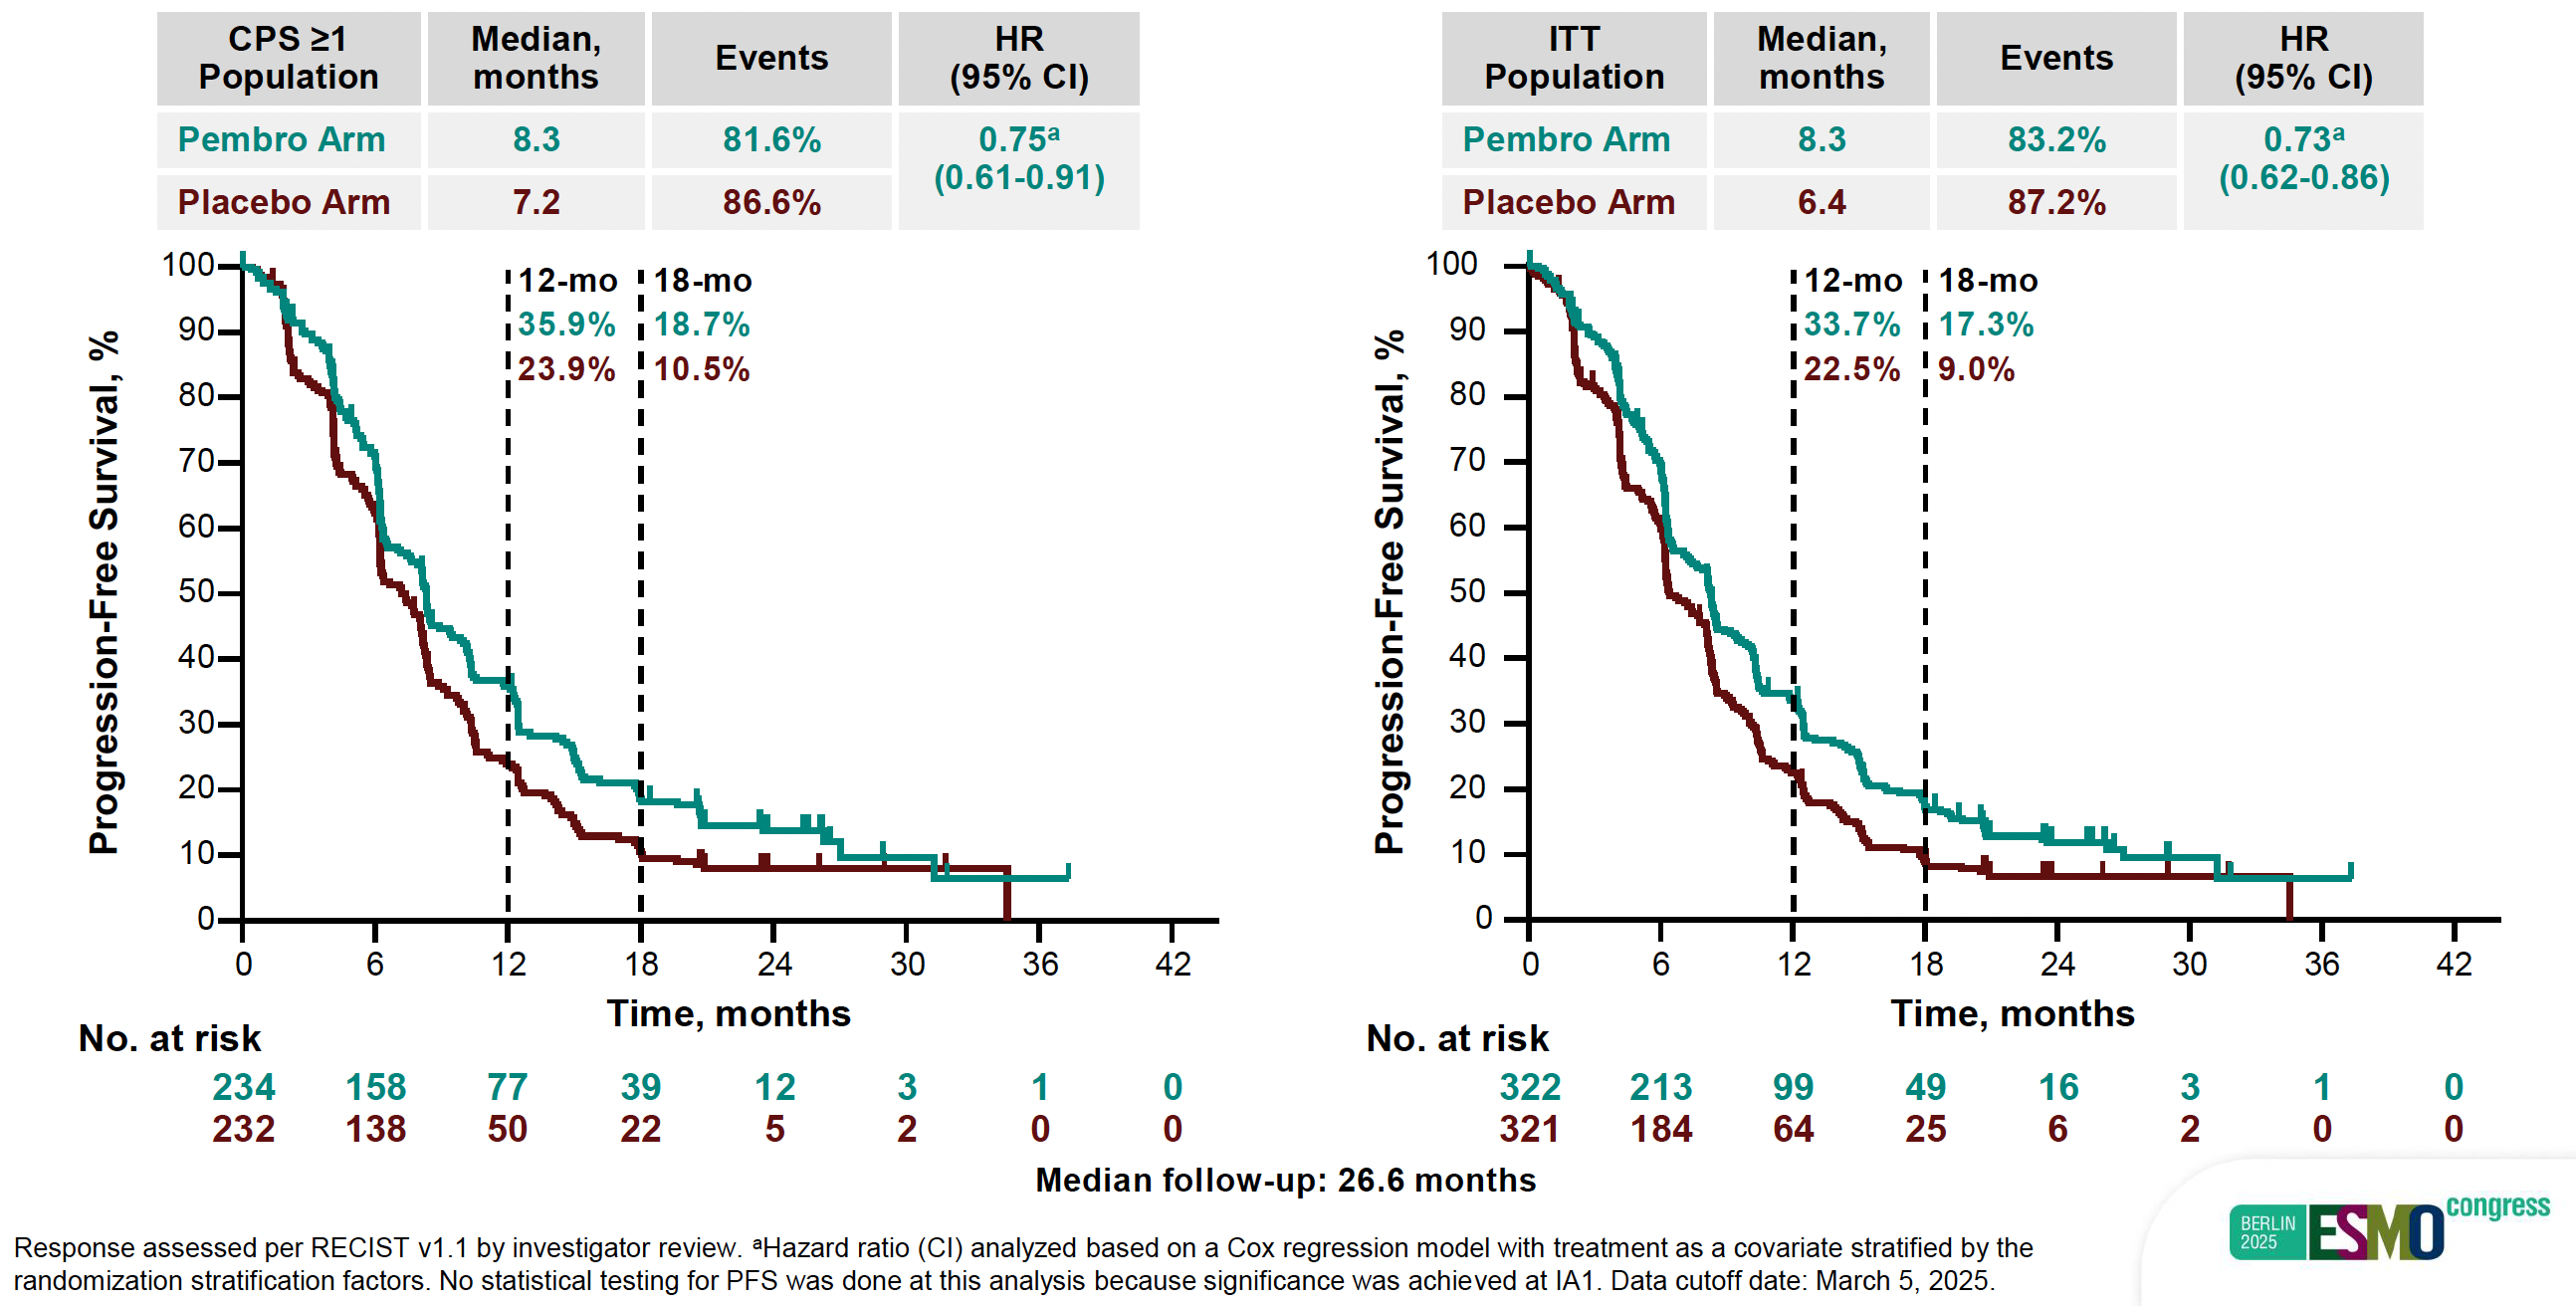 CPS ≥1 Population
Median, months
Events
HR (95% CI)
Pembro Arm 8.3 81.6% 0.75ᵃ (0.61-0.91)
Placebo Arm 7.2 86.6%
Progression-Free Survival, %
100
90
80
70
60
50
40
30
20
10
0
12-mo
35.9%
23.9%
18-mo
18.7%
10.5%
0 6 12 18 24 30 36 42
Time, months
No. at risk
234 158 77 39 12 3 1 0
232 138 50 22 5 2 0 0
ITT Population
Median, months
Events
HR (95% CI)
Pembro Arm 8.3 83.2% 0.73ᵃ (0.62-0.86)
Placebo Arm 6.4 87.2%
Progression-Free Survival, %
100
90
80
70
60
50
40
30
20
10
0
12-mo
33.7%
22.5%
18-mo
17.3%
9.0%
0 6 12 18 24 30 36 42
Time, months
No. at risk
322 213 99 49 16 3 1 0
321 184 64 25 6 2 0 0
Median follow-up: 26.6 months
Response assessed per RECIST v1.1 by investigator review. ᵃHazard ratio (CI) analyzed based on a Cox regression model with treatment as a covariate stratified by the
randomization stratification factors. No statistical testing for PFS was done at this analysis because significance was achieved at IA1. Data cutoff date: March 5, 2025.
BERLIN
2025
ESMO congress